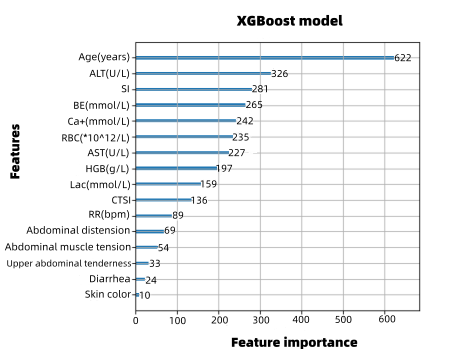 XGBoost model
Features
Age(years) 622
ALT(U/L) 326
SI 281
BE(mmol/L) 265
Ca+(mmol/L) 242
RBC(*10^12/L) 235
AST(U/L) 227
HGB(g/L) 197
Lac(mmol/L) 159
CTSI 136
RR(bpm) 89
Abdominal distension 69
Abdominal muscle tension 54
Upper abdominal tenderness 33
Diarrhea 24
Skin color 10
0 100 200 300 400 500 600
Feature importance